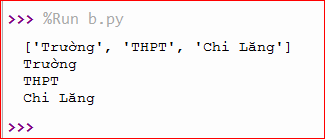 >>> %Run b.py
['Trường', 'THPT', 'Chi Lăng']
Trường
THPT
Chi Lăng
>>>